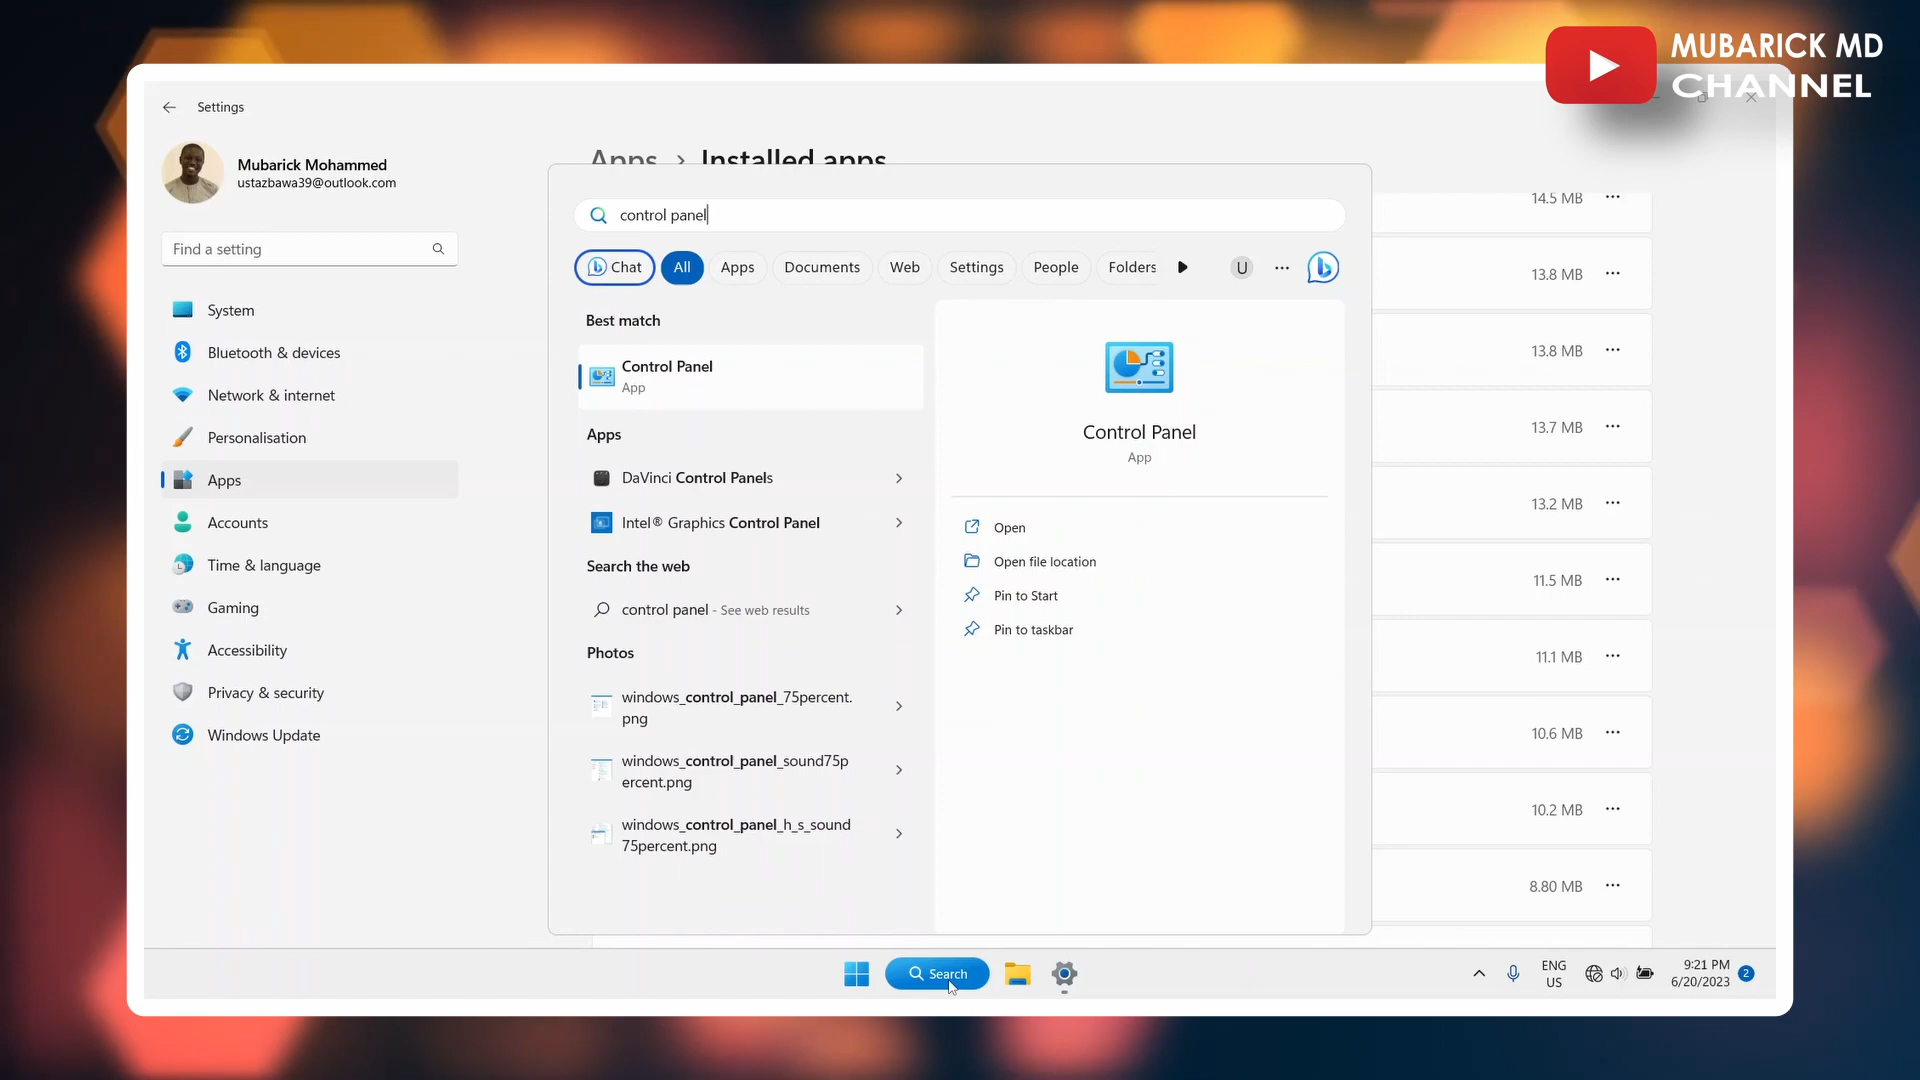 MUBARICK MD
CHANNEL
Settings
Mubarick Mohammed
ustazbawa39@outlook.com
Find a setting
System
Bluetooth & devices
Network & internet
Personalisation
Apps
Accounts
Time & language
Gaming
Accessibility
Privacy & security
Windows Update
Apps > Installed apps
control panel
Chat All Apps Documents Web Settings People Folders U ...
Best match
Control Panel
App
Apps
DaVinci Control Panels
Intel® Graphics Control Panel
Search the web
control panel - See web results
Photos
windows_control_panel_75percent.
png
windows_control_panel_sound75p
ercent.png
windows_control_panel_h_s_sound
75percent.png
Control Panel
App
Open
Open file location
Pin to Start
Pin to taskbar
14.5 MB
13.8 MB
13.8 MB
13.7 MB
13.2 MB
11.5 MB
11.1 MB
10.6 MB
10.2 MB
8.80 MB
Search
ENG
US
9:21 PM
6/20/2023
2